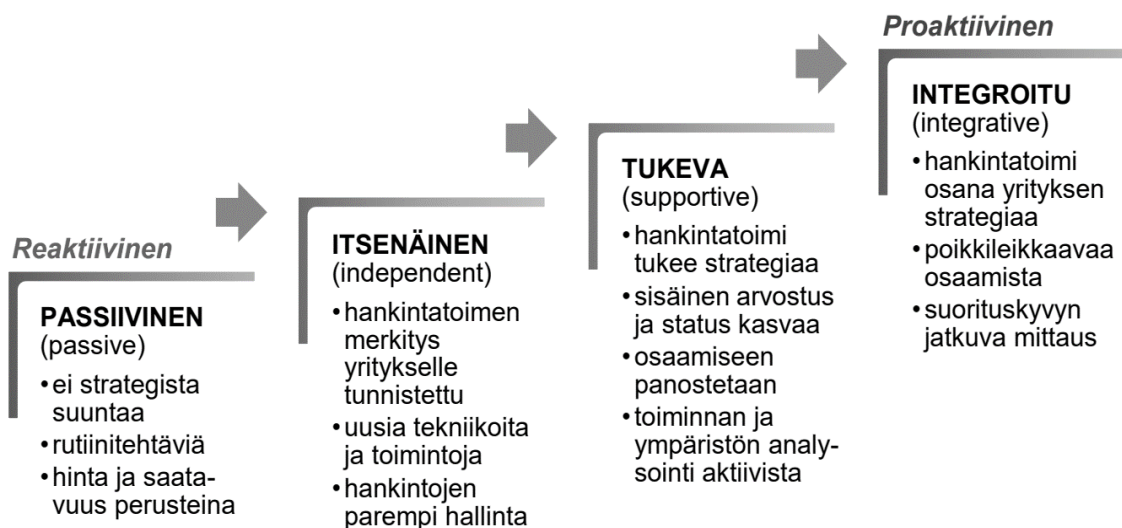 Reaktiivinen
PASSIIVINEN
(passive)
•ei strategista
suuntaa
•rutiinitehtäviä
•hinta ja saata-
vuus perusteina
ITSENÄINEN
(independent)
•hankintatoimen
merkitys
yritykselle
tunnistettu
•uusia tekniikoita
ja toimintoja
•hankintojen
parempi hallinta
TUKEVA
(supportive)
•hankintatoimi
tukee strategiaa
•sisäinen arvostus
ja status kasvaa
•osaamiseen
panostetaan
•toiminnan ja
ympäristön analy-
sointi aktiivista
Proaktiivinen
INTEGROITU
(integrative)
•hankintatoimi
osana yrityksen
strategiaa
•poikkileikkaavaa
osaamista
•suorituskyvyn
jatkuva mittaus